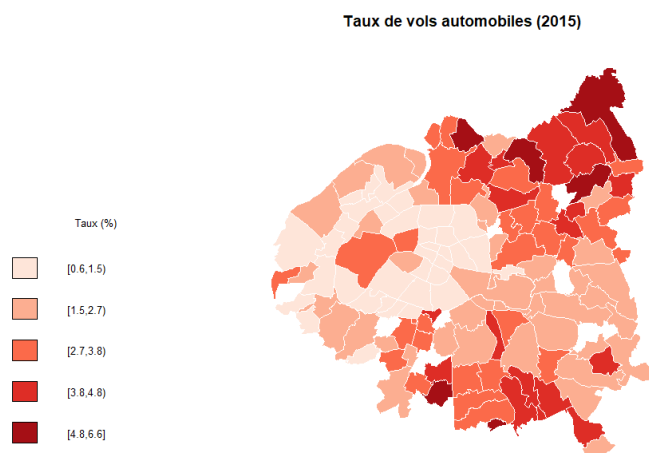 Taux de vols automobiles (2015)
Taux (%)
[0.6,1.5)
[1.5,2.7)
[2.7,3.8)
[3.8,4.8)
[4.8,6.6]